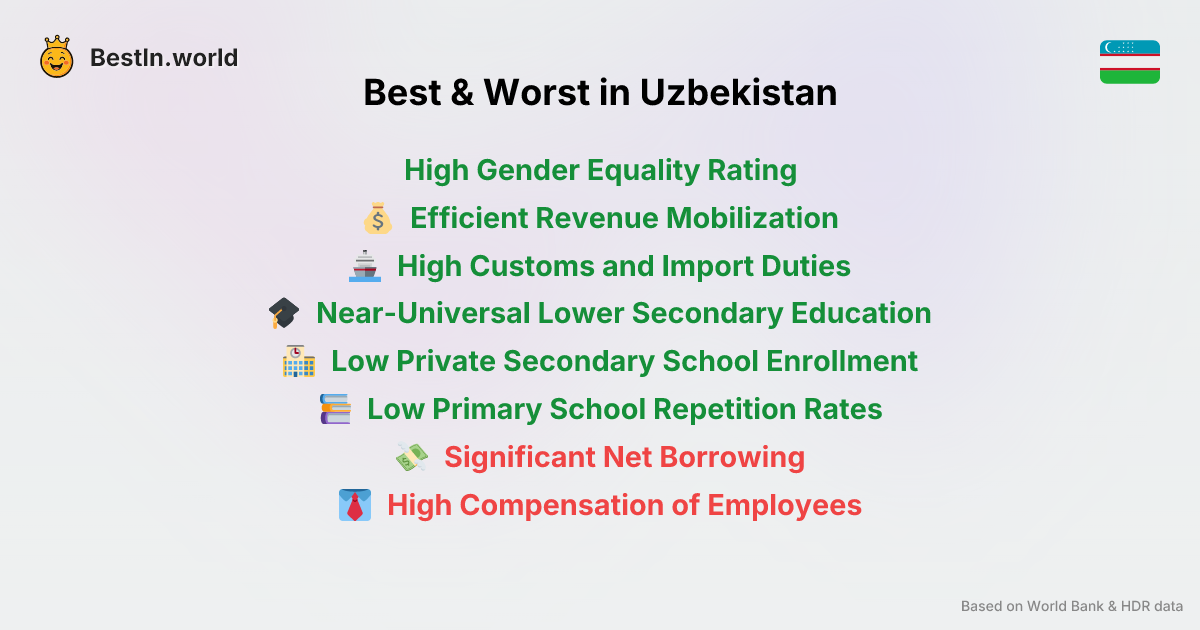 BestIn.world
Best & Worst in Uzbekistan
High Gender Equality Rating
Efficient Revenue Mobilization
High Customs and Import Duties
Near-Universal Lower Secondary Education
Low Private Secondary School Enrollment
Low Primary School Repetition Rates
Significant Net Borrowing
High Compensation of Employees
Based on World Bank & HDR data